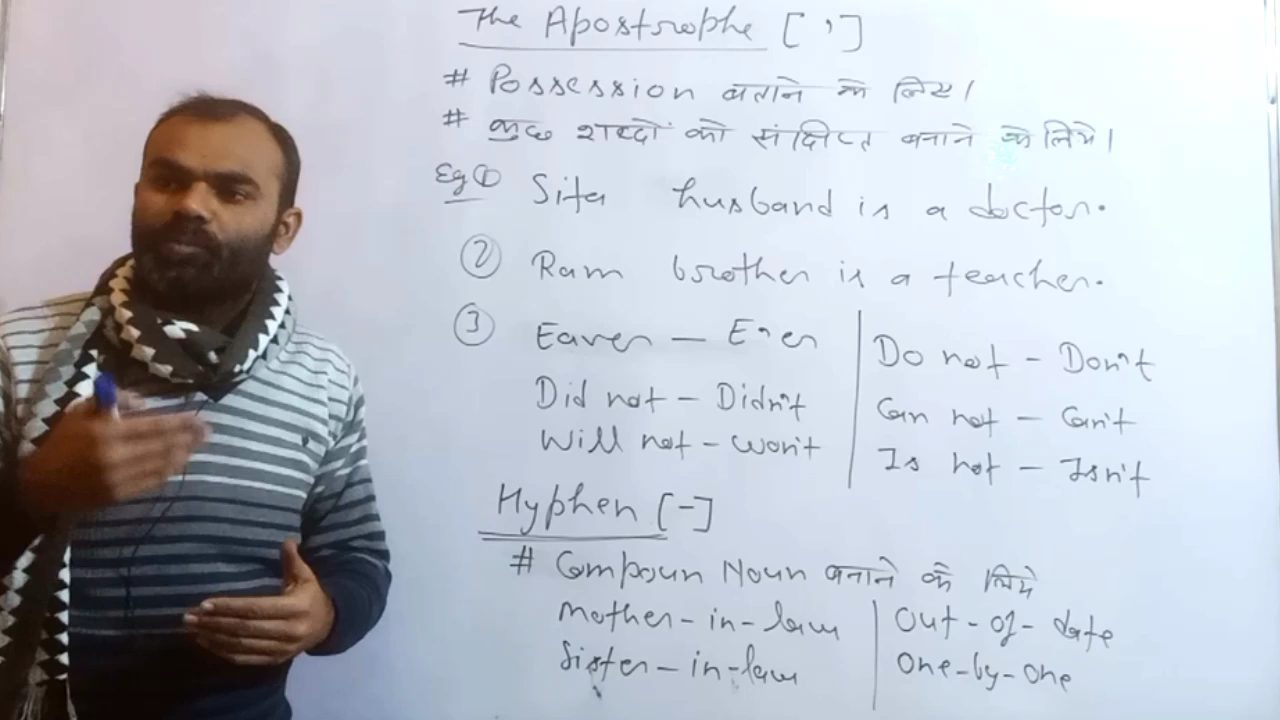 The Apostrophe [ ' ]
# Possession बताने के लिए।
# कुछ शब्दों को संक्षिप्त बनाने के लिये।
Eg ① Sita husband is a doctor.
② Ram brother is a teacher.
③ Eaver — E'er
Did not – Didn't
Will not – Won't
Do not – Don't
Can not – Can't
Is not – Isn't
Hyphen [-]
# Compoun Noun बनाने के लिये
Mother-in-law
Sister-in-law
Out-of-date
One-by-one